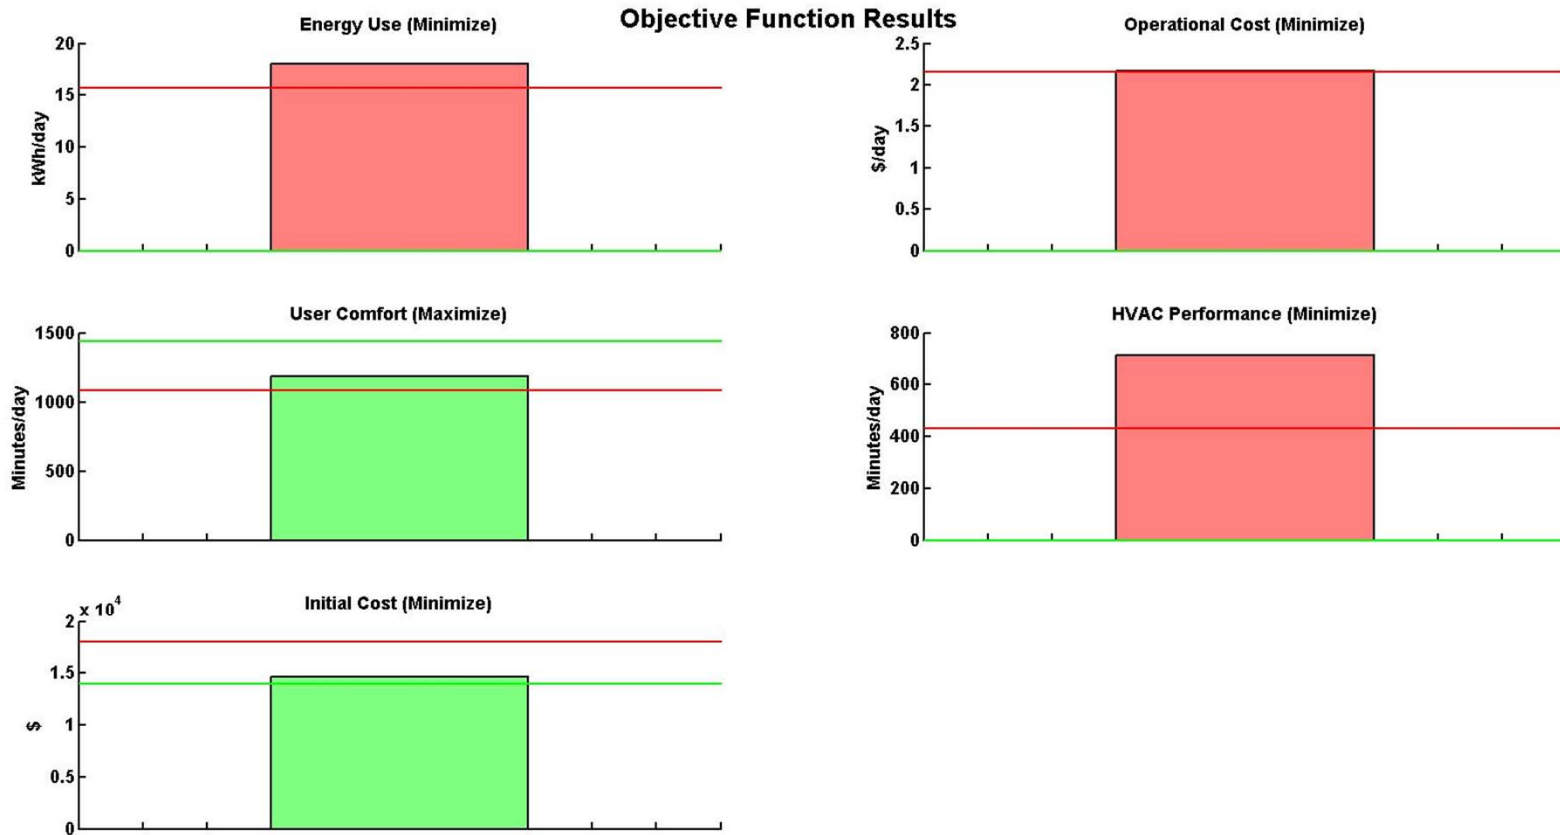 Objective Function Results
Energy Use (Minimize)
20
15
10
5
0
kWh/day
Operational Cost (Minimize)
2.5
2
1.5
1
0.5
0
$/day
User Comfort (Maximize)
1500
1000
500
0
Minutes/day
HVAC Performance (Minimize)
800
600
400
200
0
Minutes/day
Initial Cost (Minimize)
x 10^4
2
1.5
1
0.5
0
$